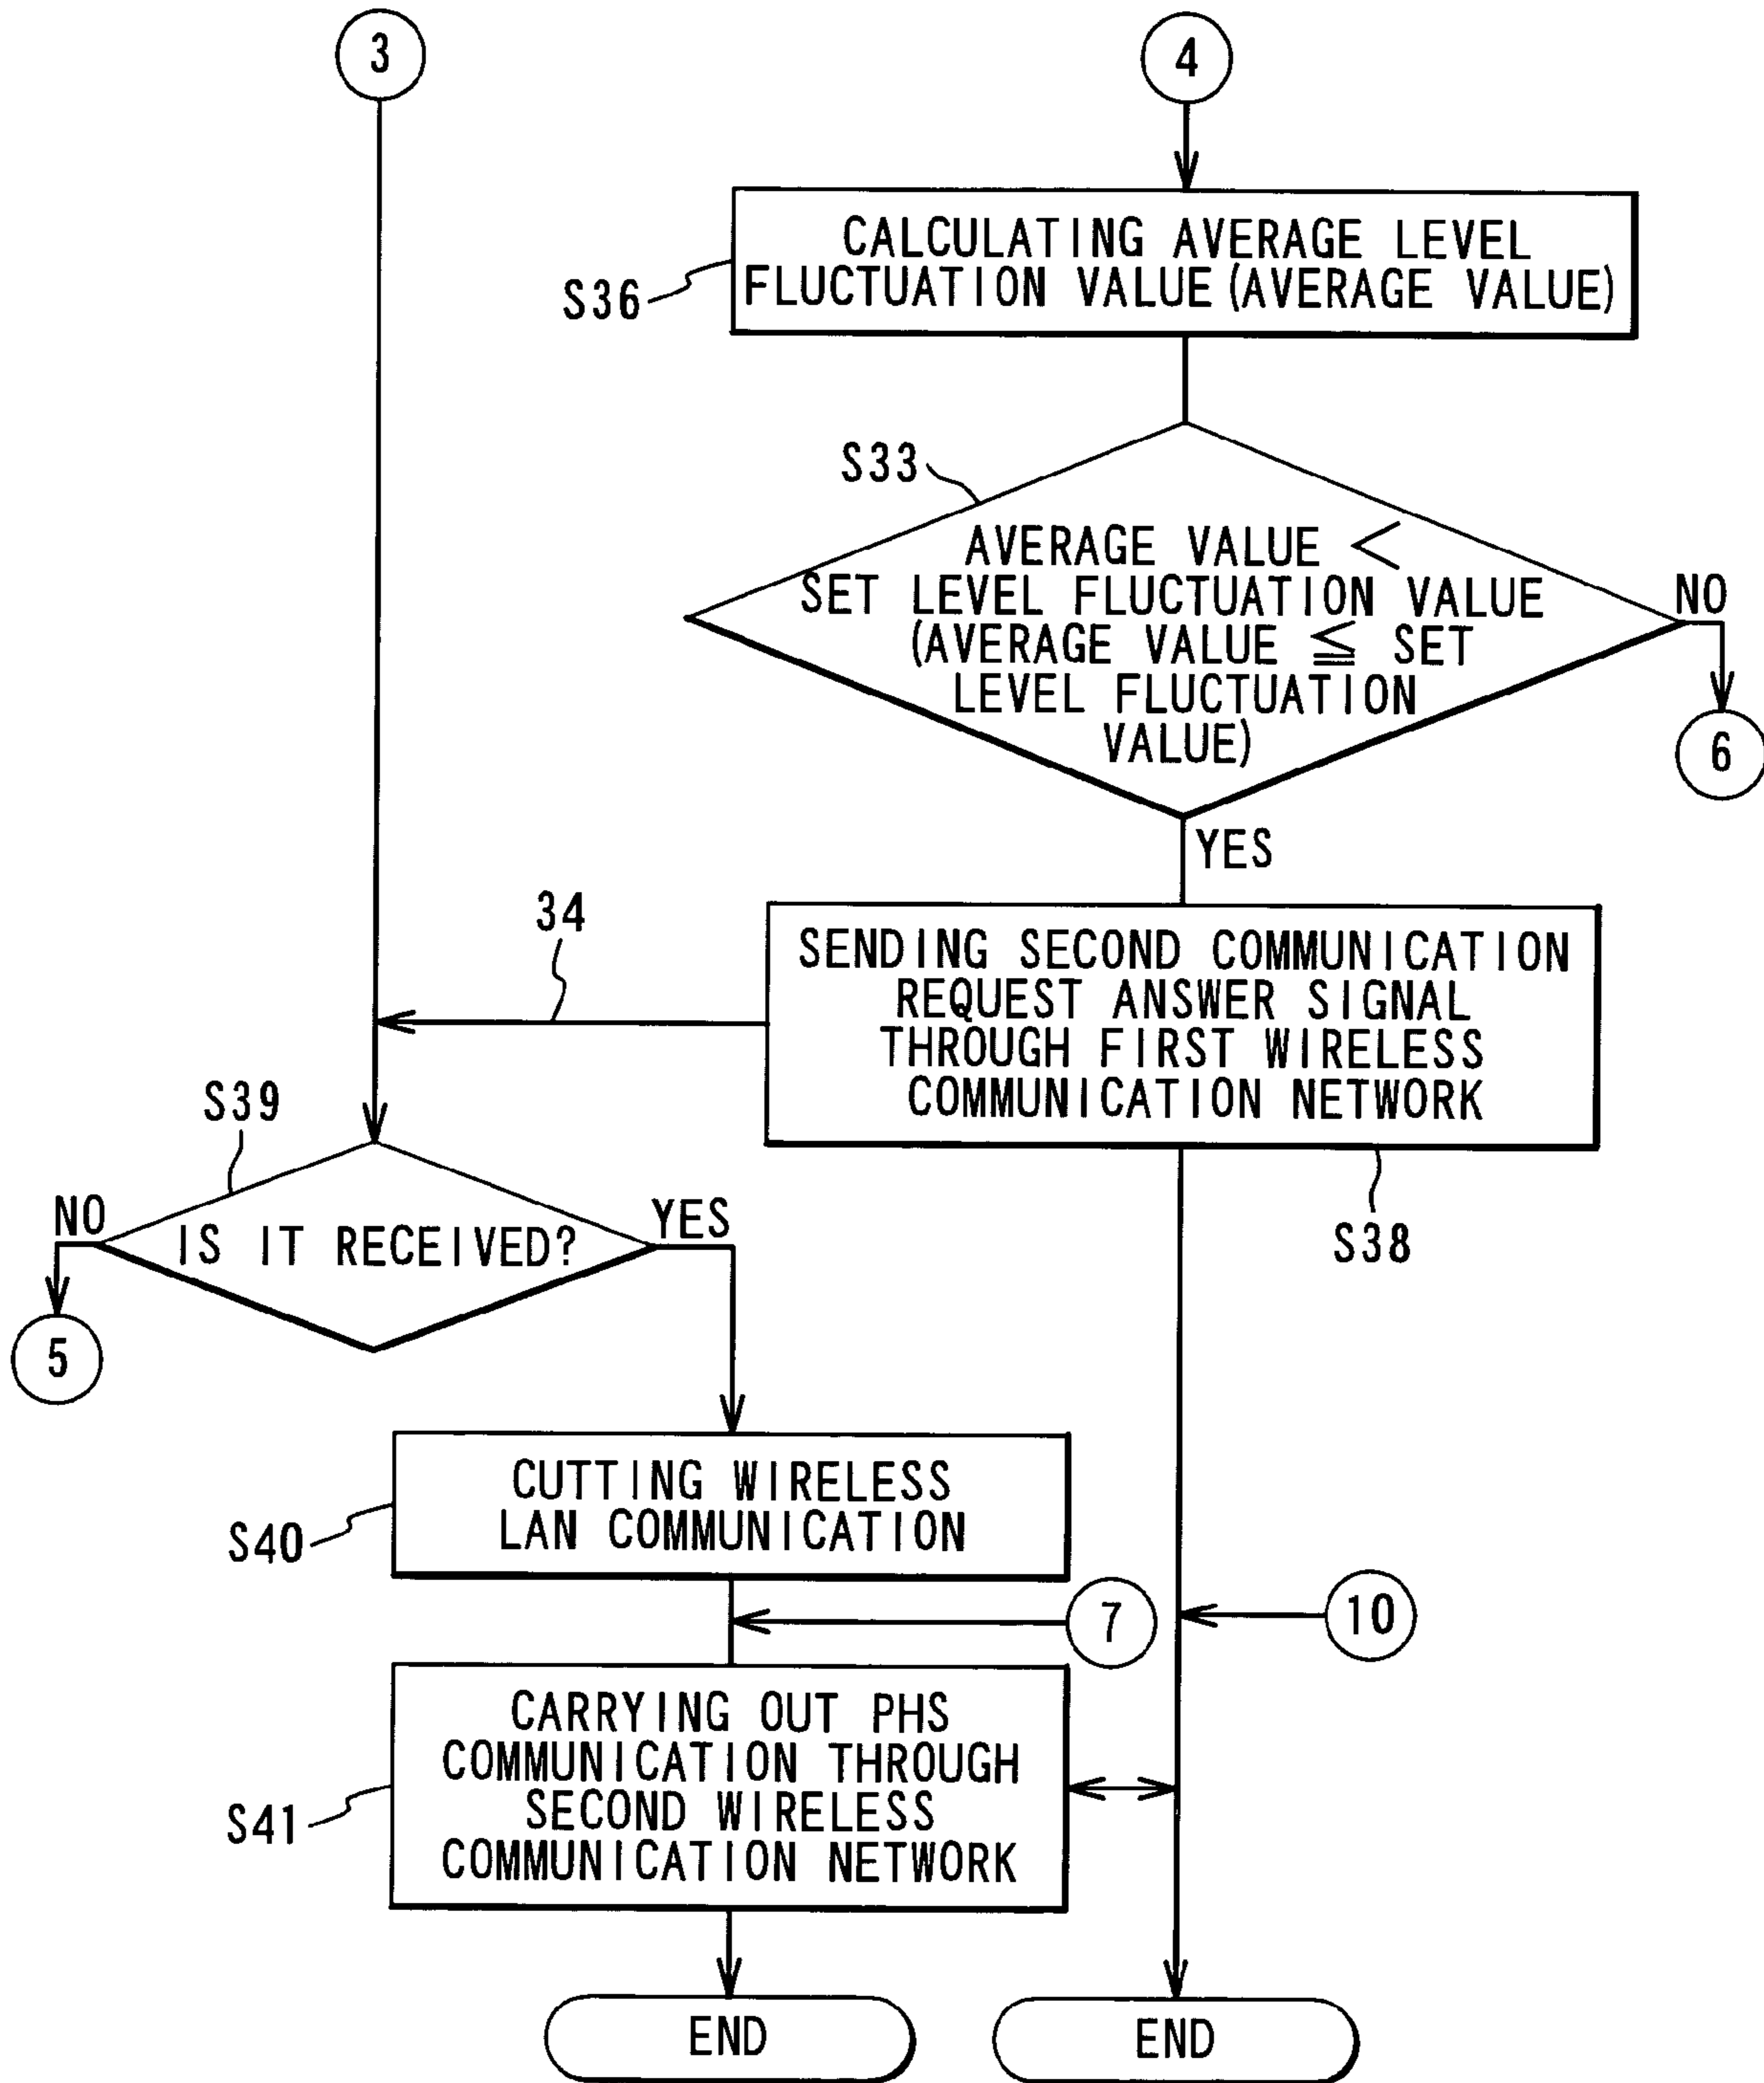 3
4
CALCULATING AVERAGE LEVEL
FLUCTUATION VALUE (AVERAGE VALUE)
S36
S33
AVERAGE VALUE <
SET LEVEL FLUCTUATION VALUE
(AVERAGE VALUE ≦ SET
LEVEL FLUCTUATION
VALUE)
NO
6
YES
34
SENDING SECOND COMMUNICATION
REQUEST ANSWER SIGNAL
THROUGH FIRST WIRELESS
COMMUNICATION NETWORK
S38
S39
NO
IS IT RECEIVED?
YES
5
CUTTING WIRELESS
LAN COMMUNICATION
S40
7
10
CARRYING OUT PHS
COMMUNICATION THROUGH
SECOND WIRELESS
COMMUNICATION NETWORK
S41
END
END